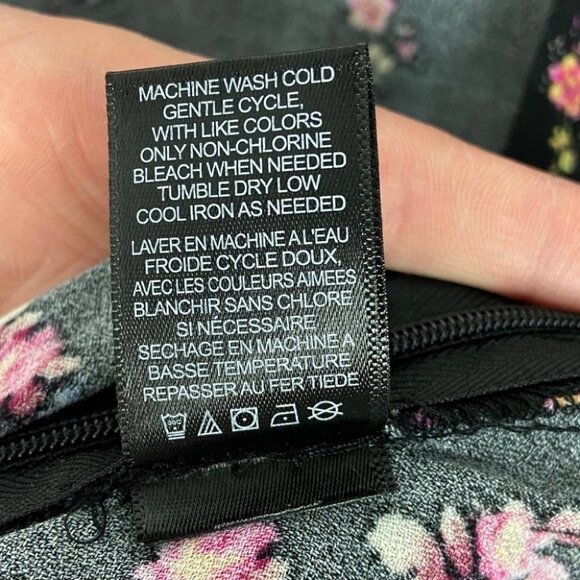 MACHINE WASH COLD
GENTLE CYCLE,
WITH LIKE COLORS
ONLY NON-CHLORINE
BLEACH WHEN NEEDED
TUMBLE DRY LOW
COOL IRON AS NEEDED
LAVER EN MACHINE A L'EAU
FROIDE CYCLE DOUX,
AVEC LES COULEURS AIMEES
BLANCHIR SANS CHLORE
SI NÉCESSAIRE
SECHAGE EN MACHINE A
BASSE TEMPERATURE
REPASSER AU FER TIEDE